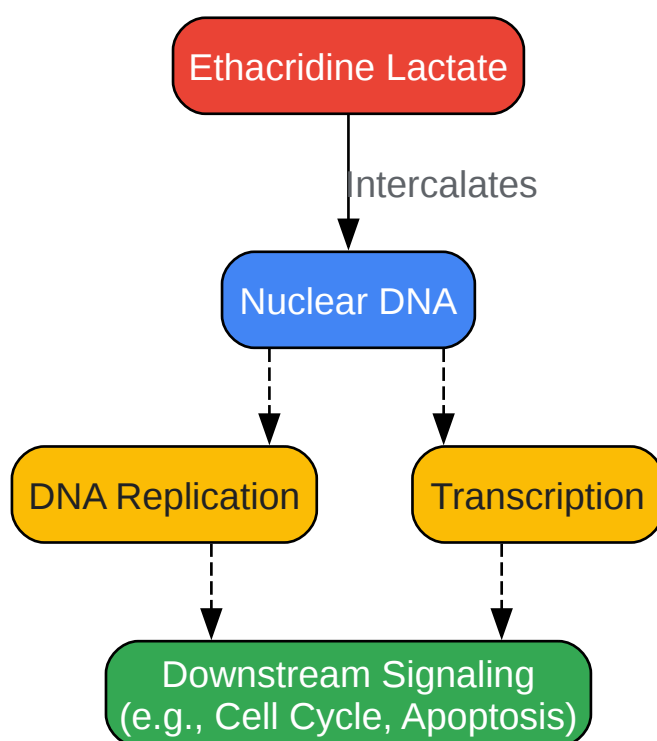 Ethacridine Lactate
Intercalates
Nuclear DNA
DNA Replication
Transcription
Downstream Signaling
(e.g., Cell Cycle, Apoptosis)